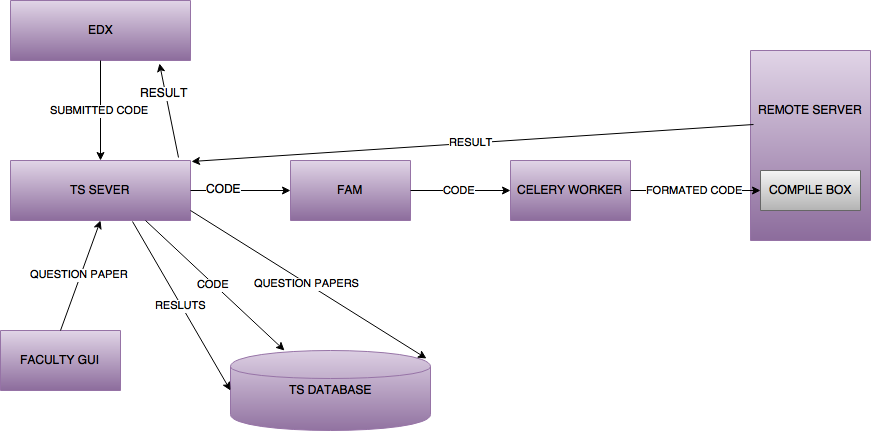 EDX
SUBMITTED CODE
RESULT
REMOTE SERVER
RESULT
TS SEVER
CODE
FAM
CODE
CELERY WORKER
FORMATED CODE
COMPILE BOX
QUESTION PAPER
CODE
QUESTION PAPERS
RESLUTS
FACULTY GUI
TS DATABASE